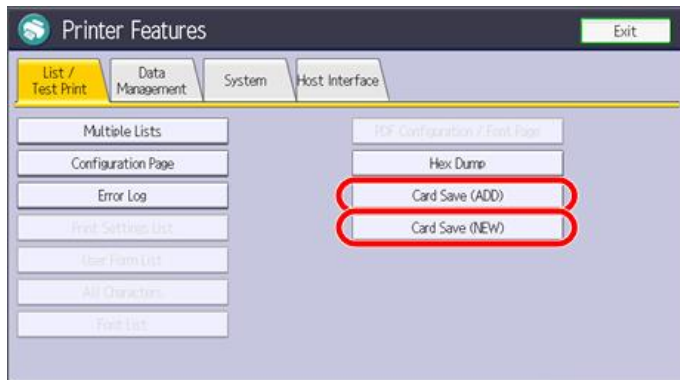 Printer Features
Exit
List /
Test Print
Data
Management
System
Host Interface
Multiple Lists
PDF Configuration / Font Page
Configuration Page
Hex Dump
Error Log
Card Save (ADD)
Print Settings List
Card Save (NEW)
User Form List
All Characters
Font List